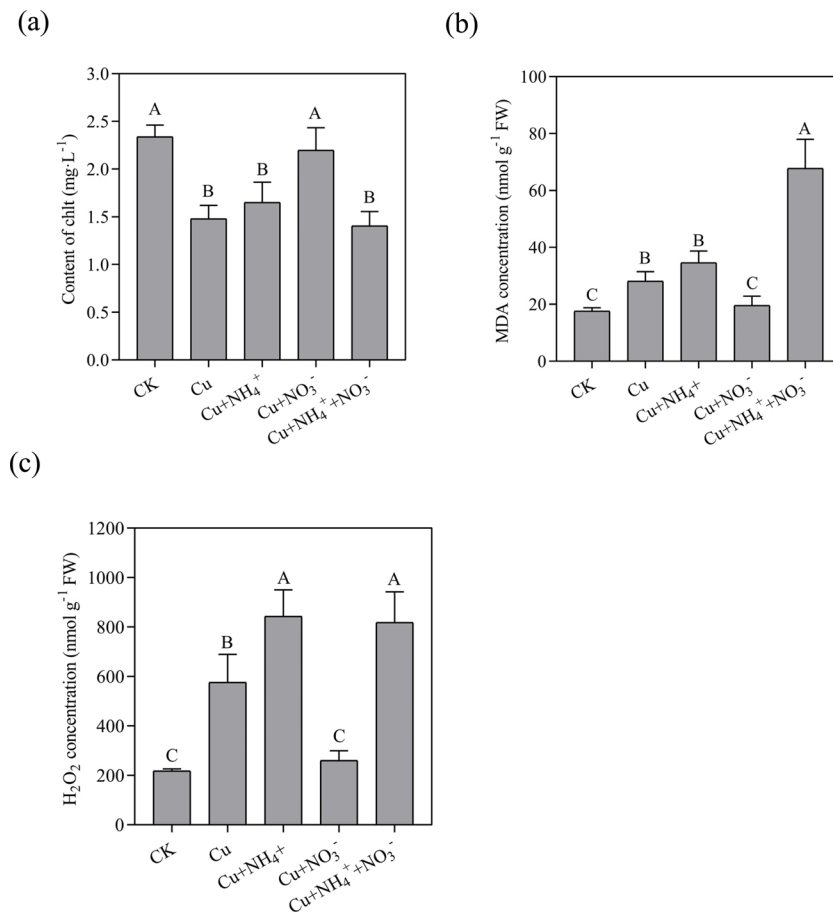 (a)
Content of chlt (mg·L⁻¹)
3.0
2.5
2.0
1.5
1.0
0.5
0.0
A
B
B
A
B
CK
Cu
Cu+NH₄⁺
Cu+NO₃⁻
Cu+NH₄⁺+NO₃⁻
(b)
MDA concentration (nmol g⁻¹ FW)
100
80
60
40
20
0
C
B
B
C
A
CK
Cu
Cu+NH₄+
Cu+NO₃⁻
Cu+NH₄⁺+NO₃⁻
(c)
H₂O₂ concentration (nmol g⁻¹ FW)
1200
1000
800
600
400
200
0
C
B
A
C
A
CK
Cu
Cu+NH₄+
Cu+NO₃⁻
Cu+NH₄⁺+NO₃⁻